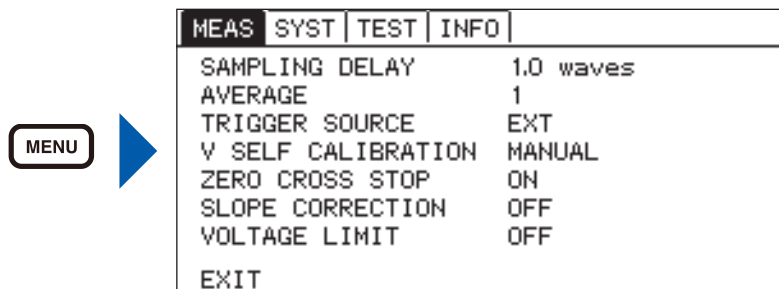 MENU
MEAS SYST TEST INFO
SAMPLING DELAY 1.0 waves
AVERAGE 1
TRIGGER SOURCE EXT
V SELF CALIBRATION MANUAL
ZERO CROSS STOP ON
SLOPE CORRECTION OFF
VOLTAGE LIMIT OFF
EXIT